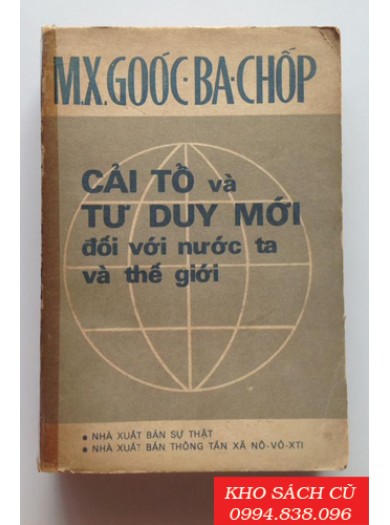 M.X.GOÓC-BA-CHỐP
CẢI TỔ và
TƯ DUY MỚI
đối với nước ta
và thế giới
• NHÀ XUẤT BẢN SỰ THẬT
• NHÀ XUẤT BẢN THÔNG TẤN XÃ NÔ-VÔ-XTI
KHO SÁCH CŨ
0994.838.096